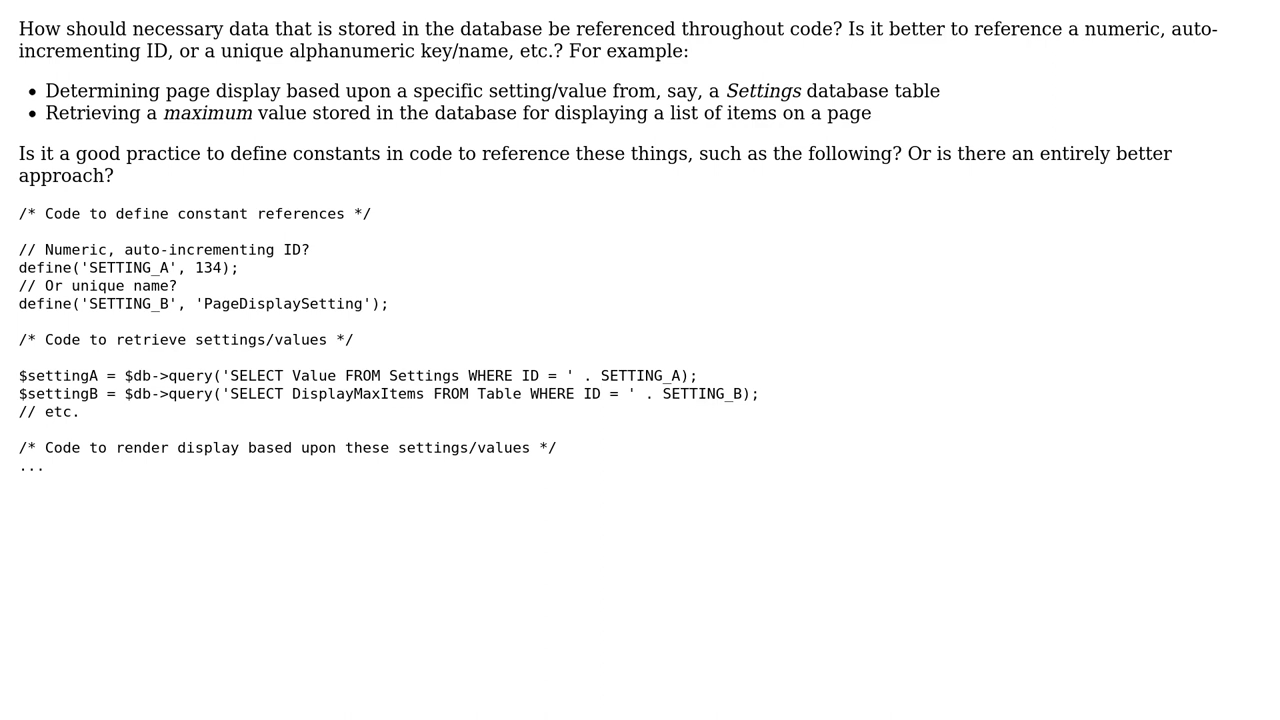 How should necessary data that is stored in the database be referenced throughout code? Is it better to reference a numeric, auto-
incrementing ID, or a unique alphanumeric key/name, etc.? For example:
• Determining page display based upon a specific setting/value from, say, a Settings database table
• Retrieving a maximum value stored in the database for displaying a list of items on a page
Is it a good practice to define constants in code to reference these things, such as the following? Or is there an entirely better
approach?
/* Code to define constant references */
// Numeric, auto-incrementing ID?
define('SETTING_A', 134);
// Or unique name?
define('SETTING_B', 'PageDisplaySetting');
/* Code to retrieve settings/values */
$settingA = $db->query('SELECT Value FROM Settings WHERE ID = ' . SETTING_A);
$settingB = $db->query('SELECT DisplayMaxItems FROM Table WHERE ID = ' . SETTING_B);
// etc.
/* Code to render display based upon these settings/values */
...